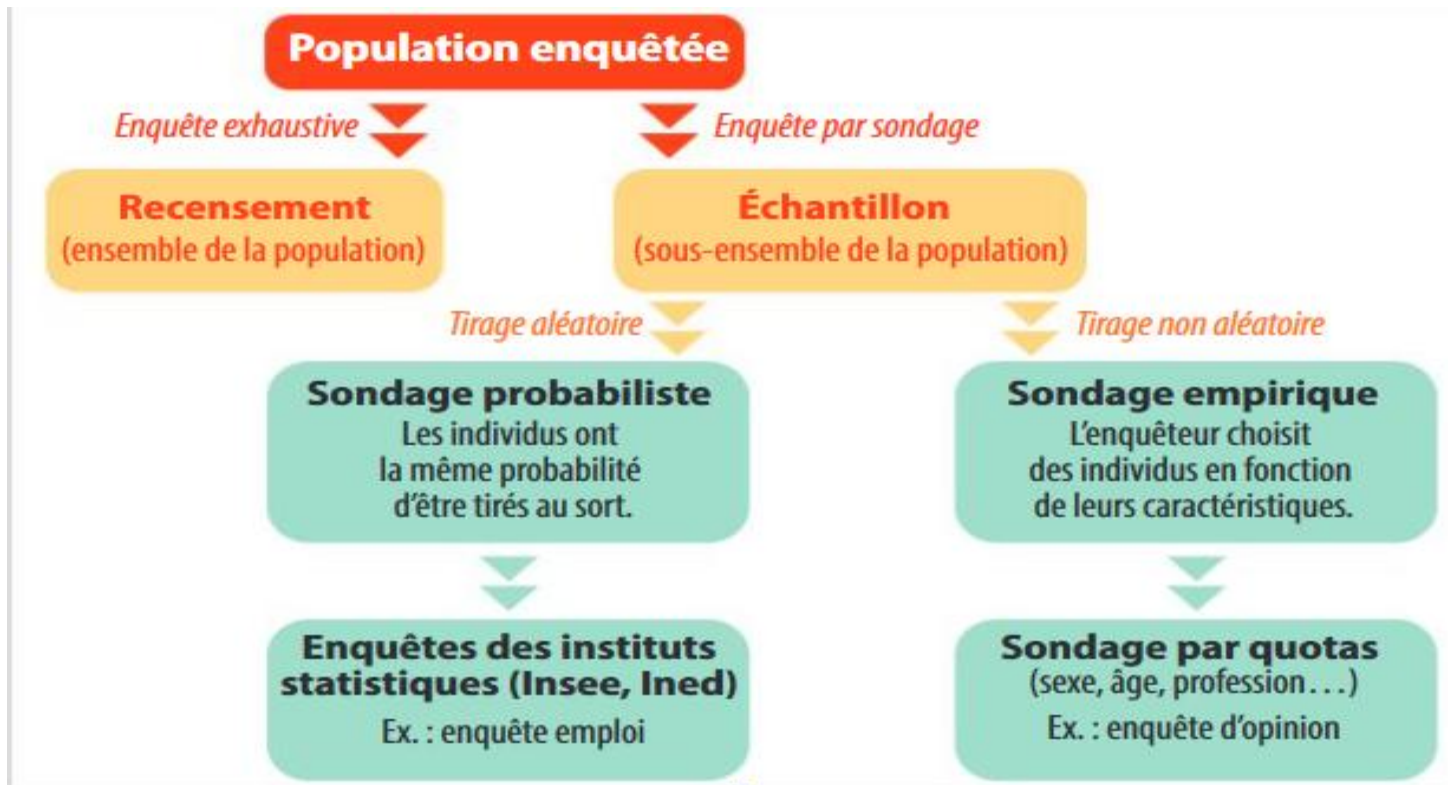 Population enquêtée
Enquête exhaustive
Enquête par sondage
Recensement
(ensemble de la population)
Échantillon
(sous-ensemble de la population)
Tirage aléatoire
Tirage non aléatoire
Sondage probabiliste
Les individus ont
la même probabilité
d'être tirés au sort.
Sondage empirique
L'enquêteur choisit
des individus en fonction
de leurs caractéristiques.
Enquêtes des instituts
statistiques (Insee, Ined)
Ex. : enquête emploi
Sondage par quotas
(sexe, âge, profession…)
Ex. : enquête d'opinion